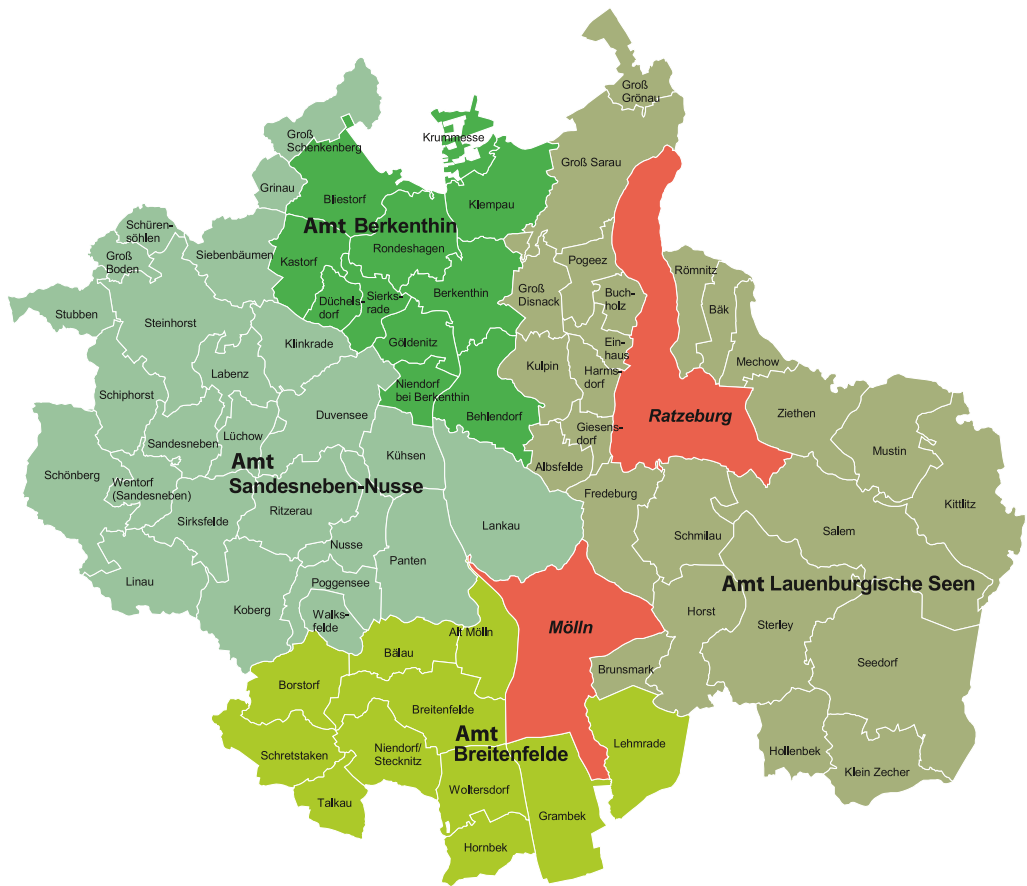 Groß
Grönau
Groß
Schenkenberg
Krummesse
Groß Sarau
Grinau
Bliestorf
Klempau
Schüren-
söhlen
Amt Berkenthin
Siebenbäumen
Rondeshagen
Groß
Boden
Kastorf
Pogeez
Römnitz
Stubben
Steinhorst
Düchels-
dorf
Sierks-
rade
Berkenthin
Groß
Disnack
Buch-
holz
Bäk
Klinkrade
Göldenitz
Ein-
haus
Mechow
Labenz
Kulpin
Harms-
dorf
Schiphorst
Niendorf
bei Berkenthin
Duvensee
Behlendorf
Ratzeburg
Ziethen
Sandesneben
Lüchow
Giesens-
dorf
Mustin
Schönberg
Amt
Sandesneben-Nusse
Kühsen
Albsfelde
Wentorf
(Sandesneben)
Fredeburg
Kittlitz
Sirksfelde
Ritzerau
Lankau
Schmilau
Salem
Nusse
Panten
Linau
Poggensee
Amt Lauenburgische Seen
Koberg
Walks-
felde
Horst
Sterley
Alt Mölln
Mölln
Bälau
Seedorf
Brunsmark
Borstorf
Breitenfelde
Amt
Breitenfelde
Lehmrade
Schretstaken
Niendorf/
Stecknitz
Hollenbek
Klein Zecher
Talkau
Woltersdorf
Grambek
Hornbek